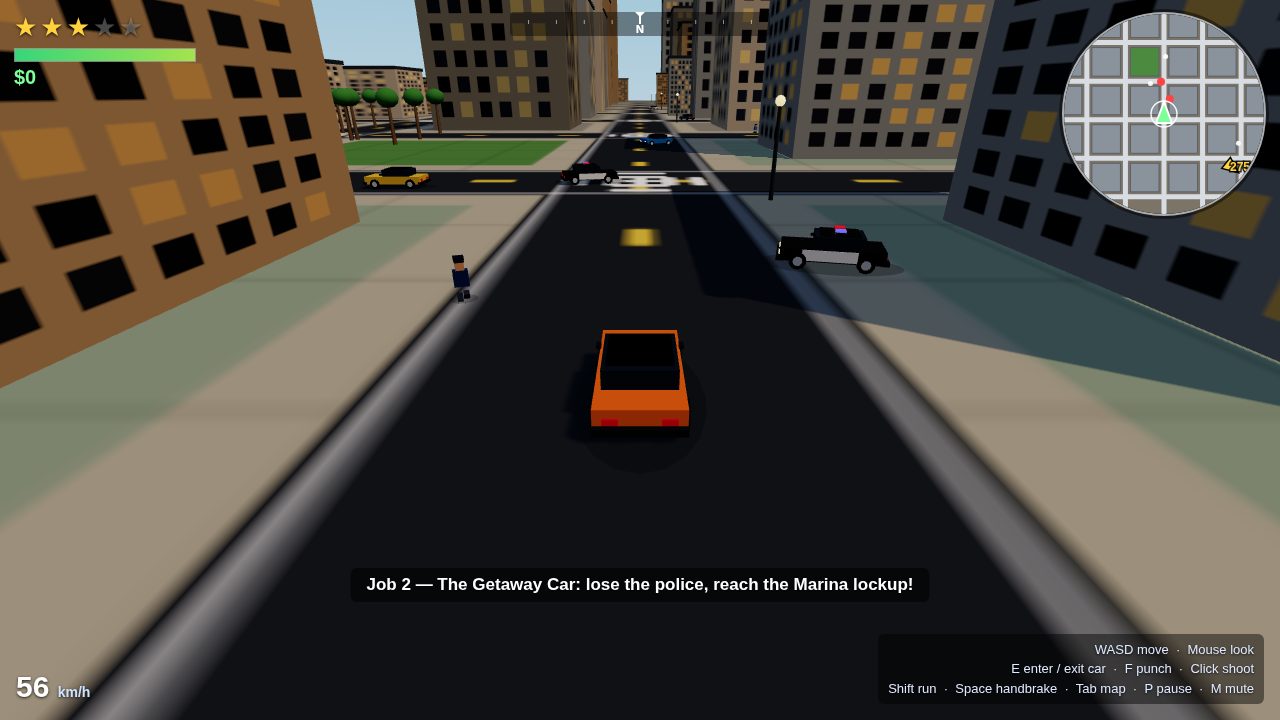 N
$0
275
Job 2 — The Getaway Car: lose the police, reach the Marina lockup!
WASD move · Mouse look
E enter / exit car · F punch · Click shoot
Shift run · Space handbrake · Tab map · P pause · M mute
56 km/h